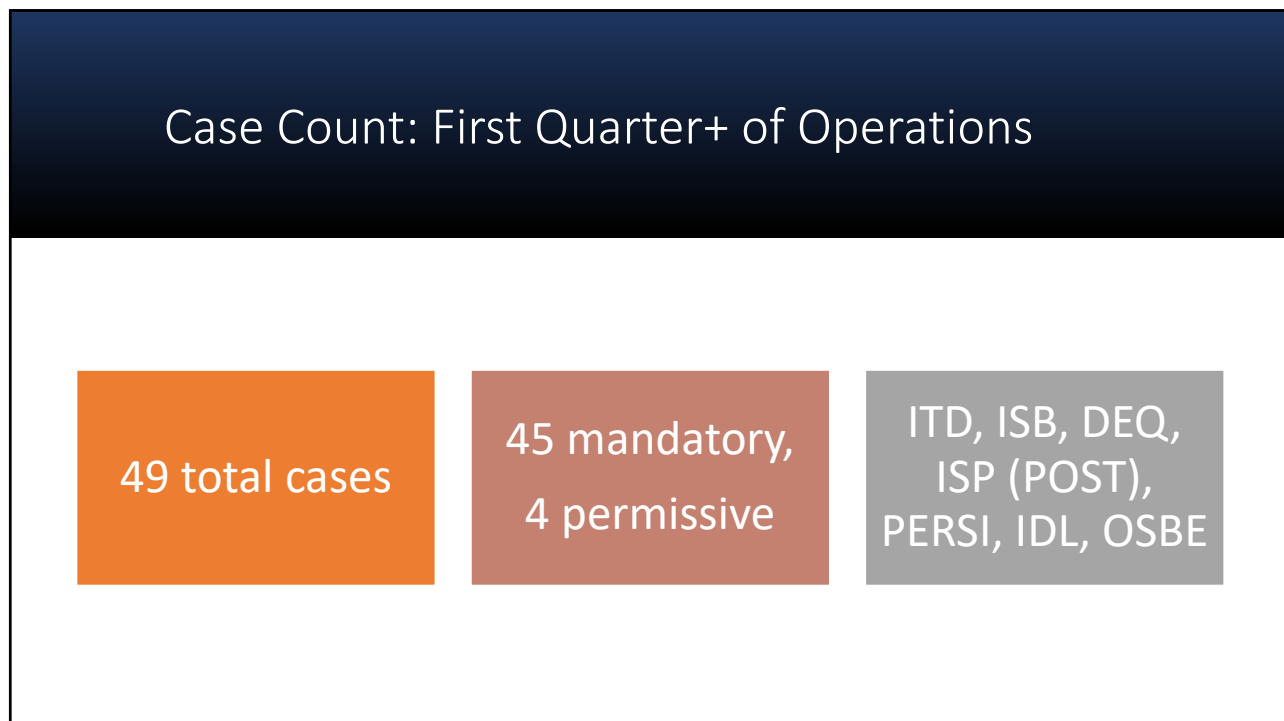 Case Count: First Quarter+ of Operations
49 total cases
45 mandatory,
4 permissive
ITD, ISB, DEQ,
ISP (POST),
PERSI, IDL, OSBE